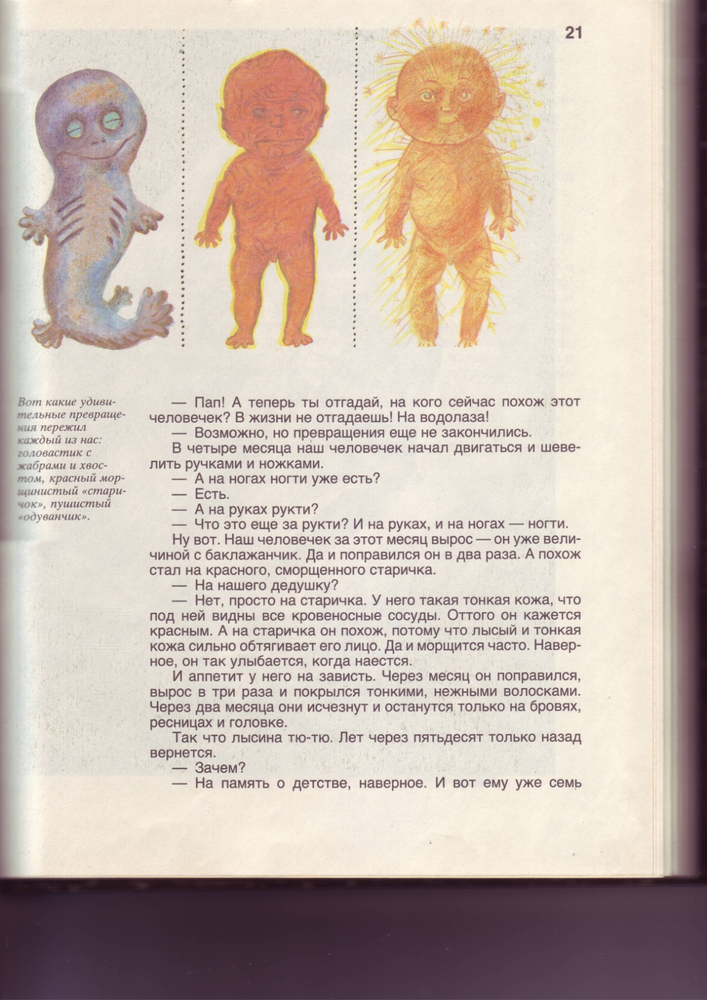 21
Вот какие удиви-
тельные превраще-
ния пережил
каждый из нас:
головастик с
жабрами и хвос-
том, красный мор-
щинистый «стари-
чок», пушистый
«одуванчик».
— Пап! А теперь ты отгадай, на кого сейчас похож этот
человечек? В жизни не отгадаешь! На водолаза!
— Возможно, но превращения еще не закончились.
В четыре месяца наш человечек начал двигаться и шеве-
лить ручками и ножками.
— А на ногах ногти уже есть?
— Есть.
— А на руках рукти?
— Что это еще за рукти? И на руках, и на ногах — ногти.
Ну вот. Наш человечек за этот месяц вырос — он уже вели-
чиной с баклажанчик. Да и поправился он в два раза. А похож
стал на красного, сморщенного старичка.
— На нашего дедушку?
— Нет, просто на старичка. У него такая тонкая кожа, что
под ней видны все кровеносные сосуды. Оттого он кажется
красным. А на старичка он похож, потому что лысый и тонкая
кожа сильно обтягивает его лицо. Да и морщится часто. Навер-
ное, он так улыбается, когда наестся.
И аппетит у него на зависть. Через месяц он поправился,
вырос в три раза и покрылся тонкими, нежными волосками.
Через два месяца они исчезнут и останутся только на бровях,
ресницах и головке.
Так что лысина тю-тю. Лет через пятьдесят только назад
вернется.
— Зачем?
— На память о детстве, наверное. И вот ему уже семь